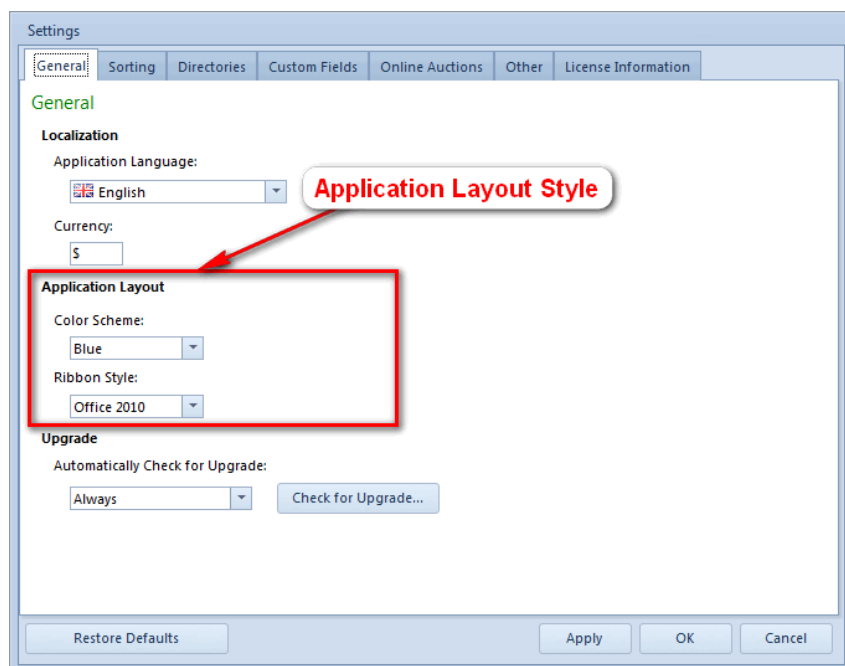 Settings
General Sorting Directories Custom Fields Online Auctions Other License Information
General
Localization
Application Language:
English
Application Layout Style
Currency:
$
Application Layout
Color Scheme:
Blue
Ribbon Style:
Office 2010
Upgrade
Automatically Check for Upgrade:
Always Check for Upgrade...
Restore Defaults Apply OK Cancel